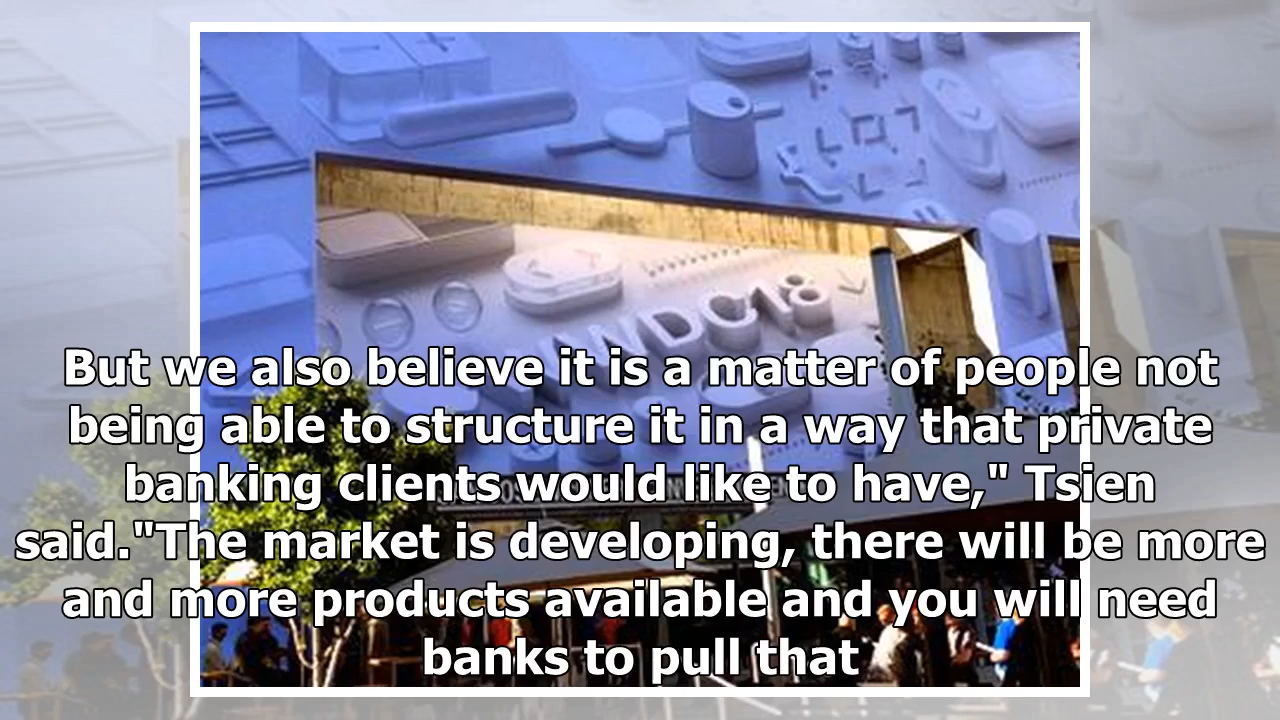 WWDC18
But we also believe it is a matter of people not
being able to structure it in a way that private
banking clients would like to have," Tsien
said."The market is developing, there will be more
and more products available and you will need
banks to pull that